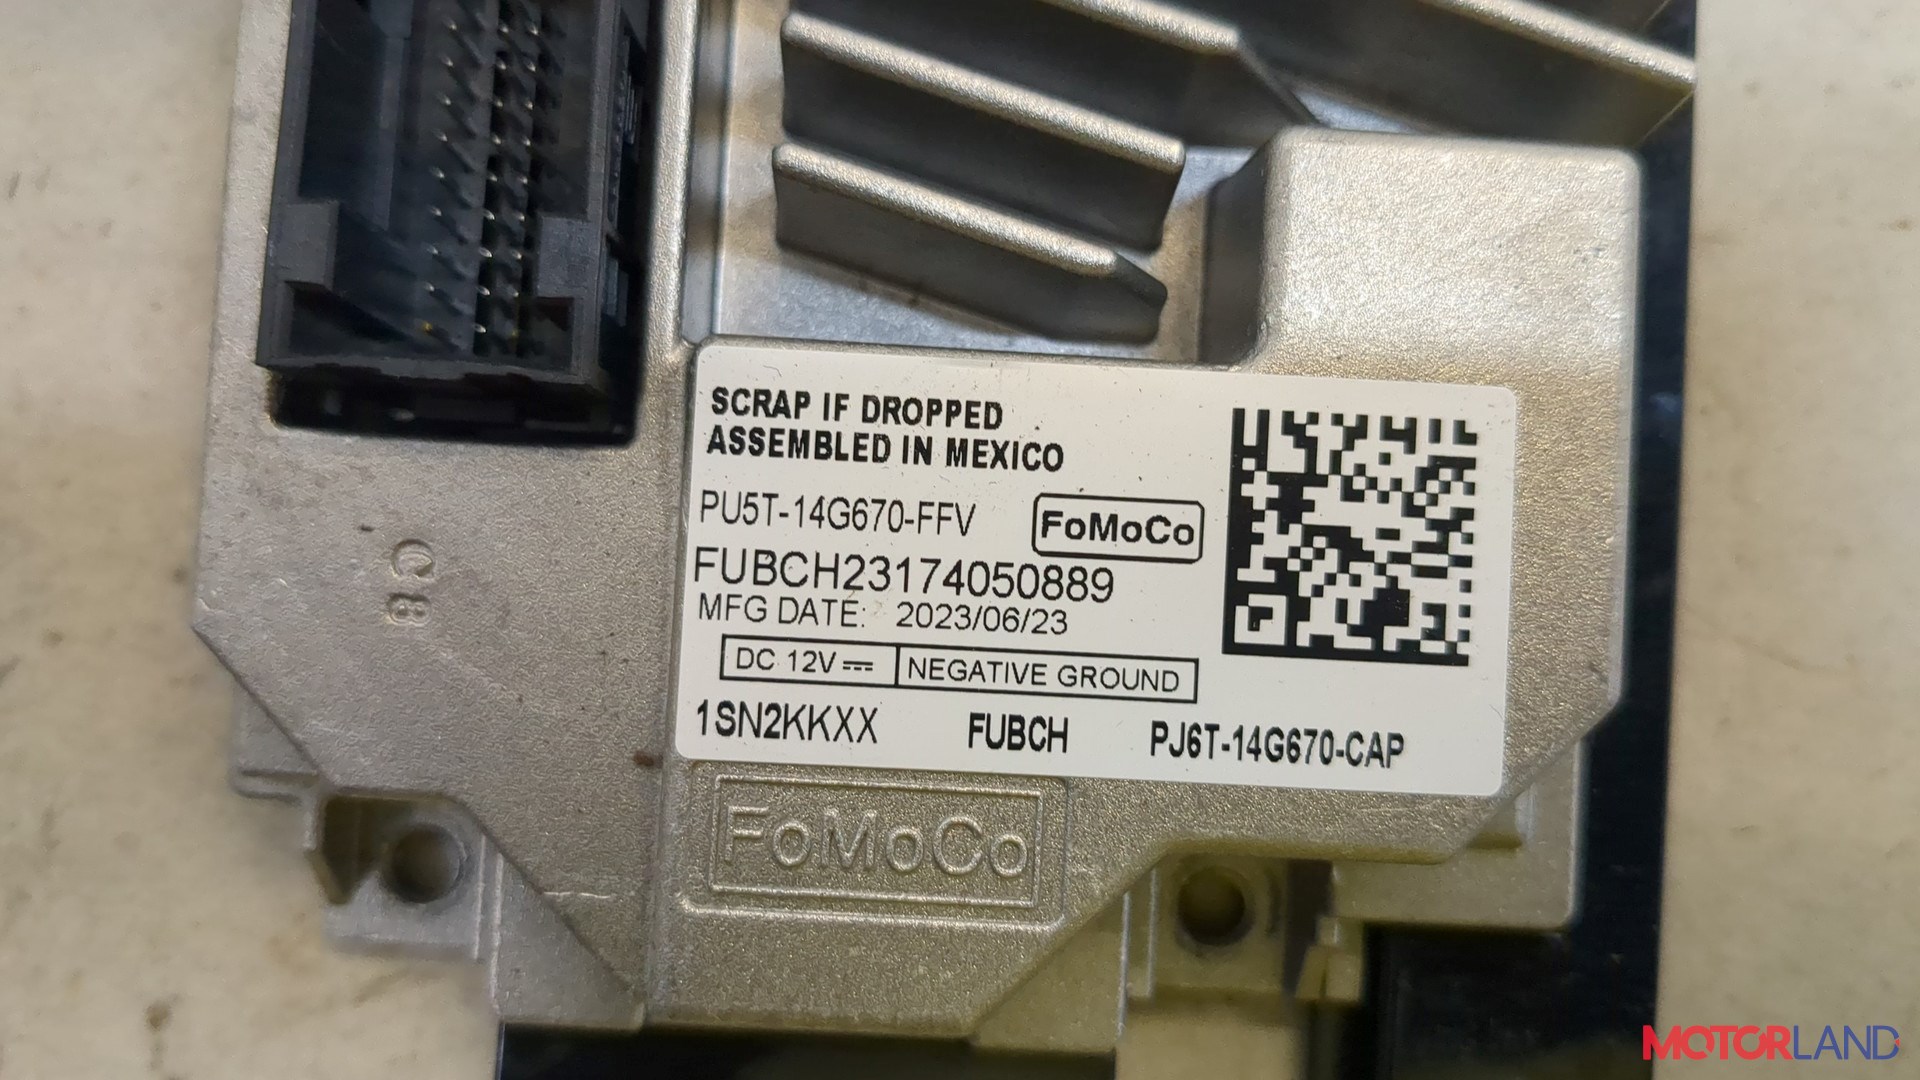 SCRAP IF DROPPED
ASSEMBLED IN MEXICO
PU5T-14G670-FFV
FoMoCo
FUBCH23174050889
MFG DATE: 2023/06/23
DC 12V NEGATIVE GROUND
1SN2KKXX FUBCH PJ6T-14G670-CAP
C8
FoMoCo
MOTORLAND